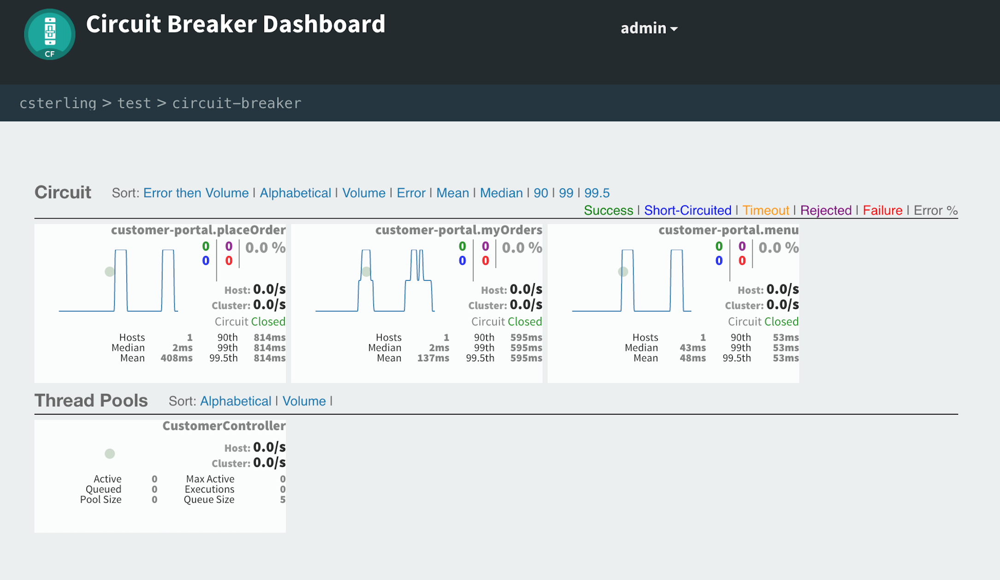 Circuit Breaker Dashboard
admin
CF
csterling > test > circuit-breaker
Circuit Sort: Error then Volume | Alphabetical | Volume | Error | Mean | Median | 90 | 99 | 99.5
Success | Short-Circuited | Timeout | Rejected | Failure | Error %
customer-portal.placeOrder
0 0 0.0 %
0 0
Host: 0.0/s
Cluster: 0.0/s
Circuit Closed
Hosts 1 90th 814ms
Median 2ms 99th 814ms
Mean 408ms 99.5th 814ms
customer-portal.myOrders
0 0 0.0 %
0 0
Host: 0.0/s
Cluster: 0.0/s
Circuit Closed
Hosts 1 90th 595ms
Median 2ms 99th 595ms
Mean 137ms 99.5th 595ms
customer-portal.menu
0 0 0.0 %
0 0
Host: 0.0/s
Cluster: 0.0/s
Circuit Closed
Hosts 1 90th 53ms
Median 43ms 99th 53ms
Mean 48ms 99.5th 53ms
Thread Pools Sort: Alphabetical | Volume |
CustomerController
Host: 0.0/s
Cluster: 0.0/s
Active 0 Max Active 0
Queued 0 Executions 0
Pool Size 0 Queue Size 5